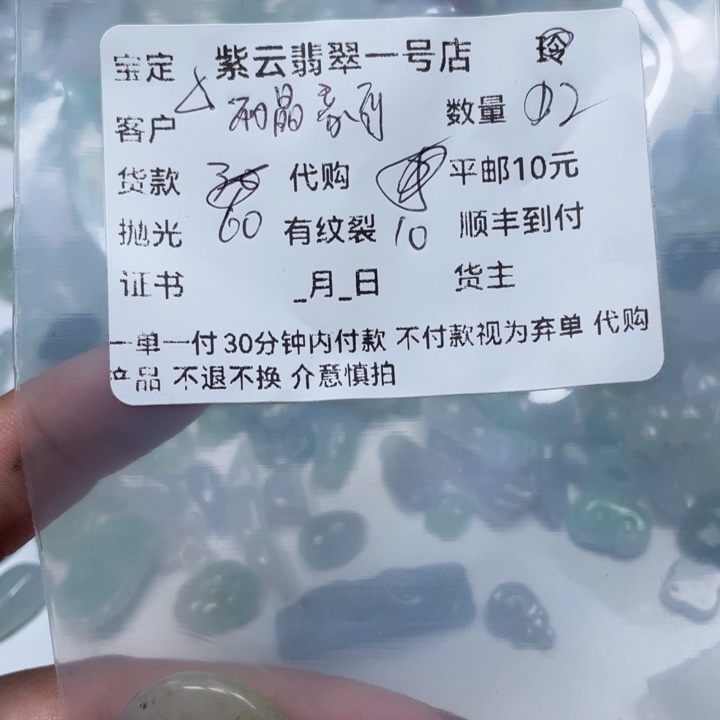 宝定 紫云翡翠一号店 玲
客户 数量 02
货款 代购 平邮10元
抛光 60 有纹裂 10 顺丰到付
证书 _月_日 货主
一单一付 30分钟内付款 不付款视为弃单 代购
产品 不退不换 介意慎拍